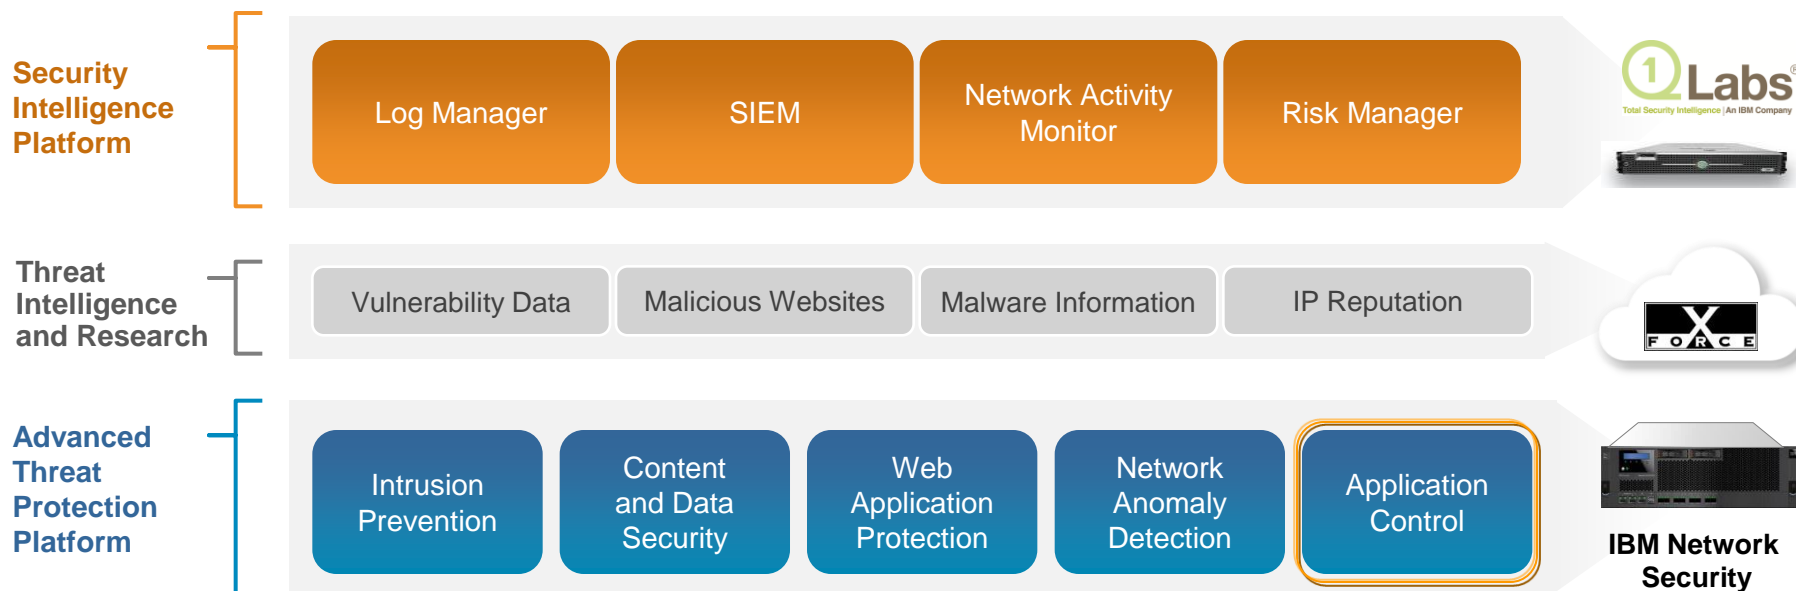 Security
Intelligence
Platform
Log Manager
SIEM
Network Activity
Monitor
Risk Manager
Q1 Labs®
Total Security Intelligence | An IBM Company
Threat
Intelligence
and Research
Vulnerability Data
Malicious Websites
Malware Information
IP Reputation
X
FORCE
Advanced
Threat
Protection
Platform
Intrusion
Prevention
Content
and Data
Security
Web
Application
Protection
Network
Anomaly
Detection
Application
Control
IBM Network
Security